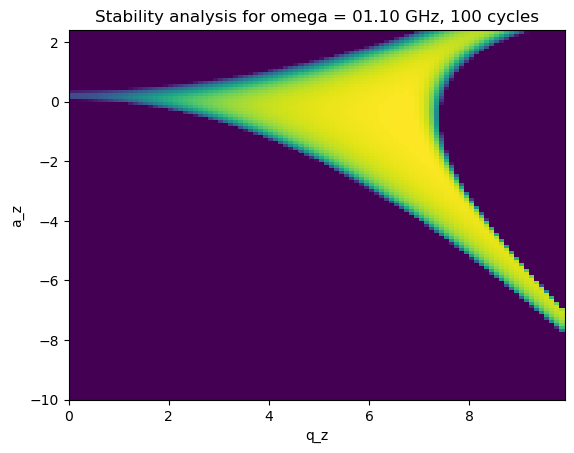 Stability analysis for omega = 01.10 GHz, 100 cycles
2
0
−2
−4
−6
−8
−10
a_z
0 2 4 6 8
q_z